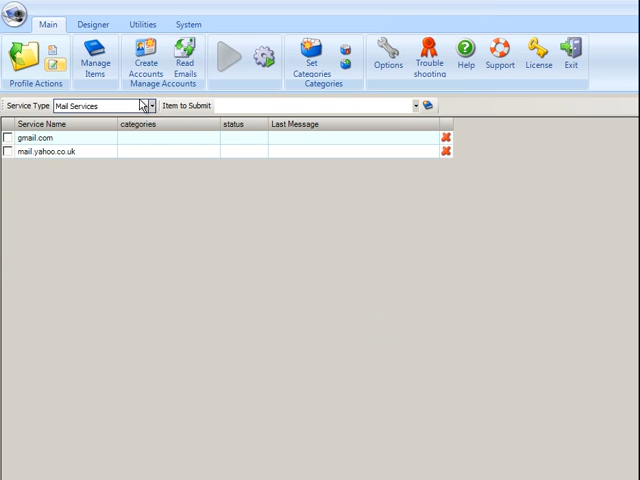 Main Designer Utilities System
Manage Items
Create Accounts
Read Emails
Set Categories
Options
Trouble shooting
Help
Support
License
Exit
Profile Actions
Manage Accounts
Categories
Service Type Mail Services Item to Submit
Service Name categories status Last Message
gmail.com
mail.yahoo.co.uk